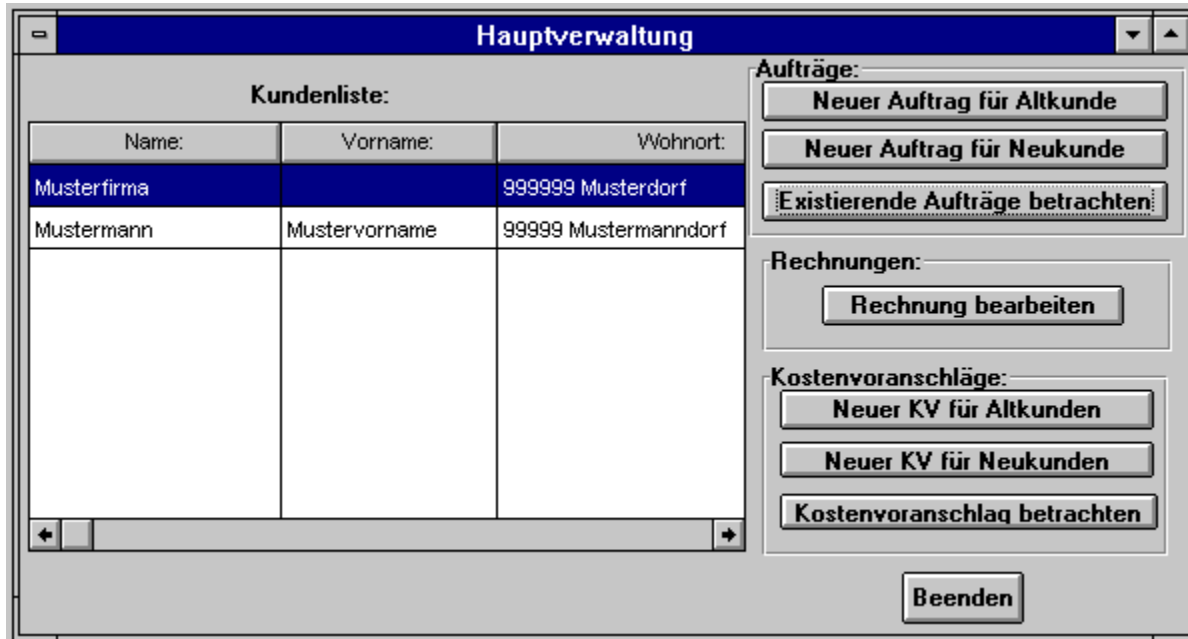 Hauptverwaltung
Kundenliste:
Name: Vorname: Wohnort:
Musterfirma 999999 Musterdorf
Mustermann Mustervorname 99999 Mustermanndorf
Aufträge:
Neuer Auftrag für Altkunde
Neuer Auftrag für Neukunde
Existierende Aufträge betrachten
Rechnungen:
Rechnung bearbeiten
Kostenvoranschläge:
Neuer KV für Altkunden
Neuer KV für Neukunden
Kostenvoranschlag betrachten
Beenden